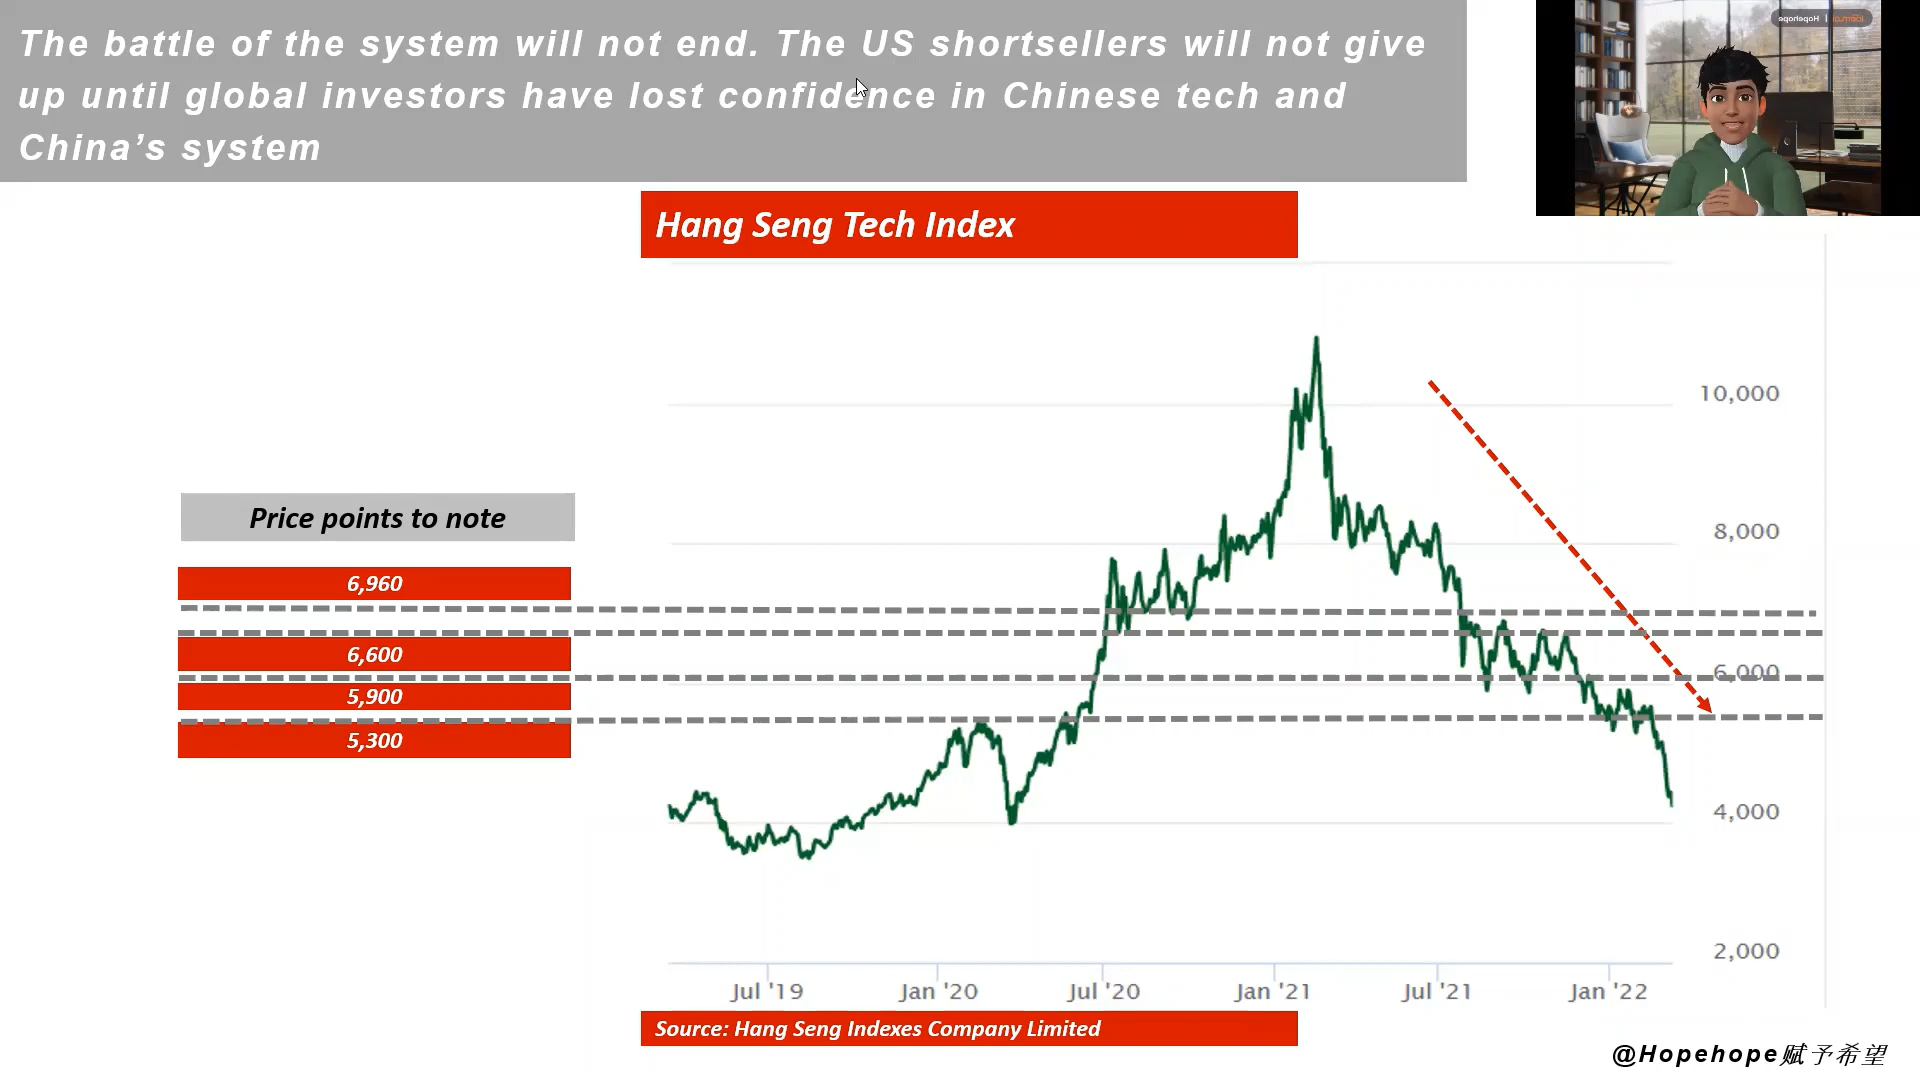 The battle of the system will not end. The US shortsellers will not give
up until global investors have lost confidence in Chinese tech and
China’s system
Hang Seng Tech Index
Price points to note
6,960
6,600
5,900
5,300
10,000
8,000
6,000
4,000
2,000
Jul '19
Jan '20
Jul '20
Jan '21
Jul '21
Jan '22
Source: Hang Seng Indexes Company Limited
@Hopehope赋予希望